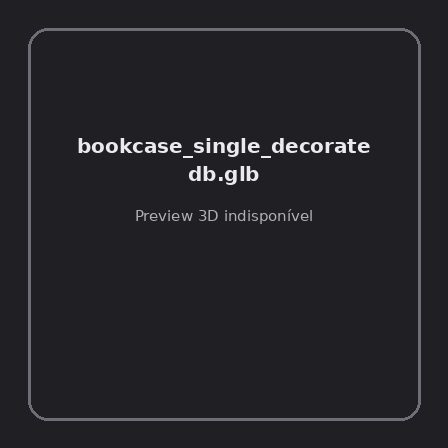 bookcase_single_decorate
db.glb
Preview 3D indisponível